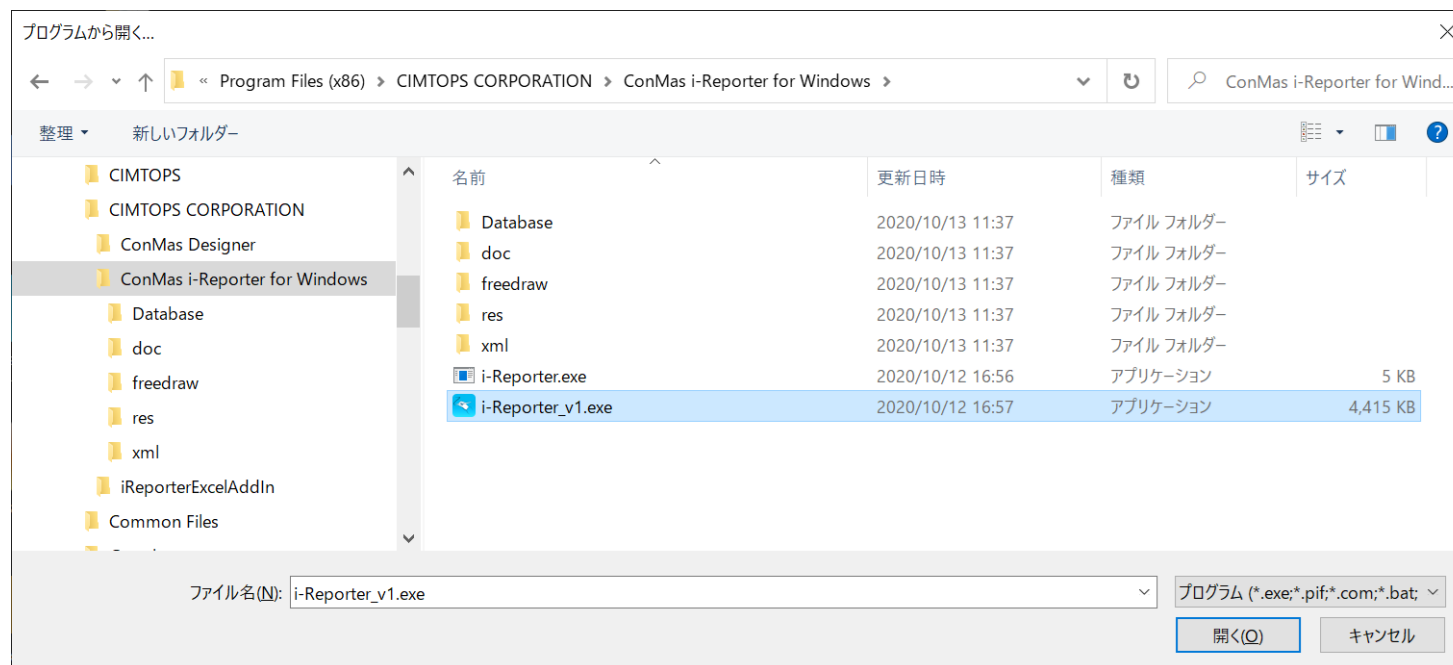 プログラムから開く...
« Program Files (x86) › CIMTOPS CORPORATION › ConMas i-Reporter for Windows ›
ConMas i-Reporter for Wind...
整理 新しいフォルダー
CIMTOPS
CIMTOPS CORPORATION
ConMas Designer
ConMas i-Reporter for Windows
Database
doc
freedraw
res
xml
iReporterExcelAddIn
Common Files
名前 更新日時 種類 サイズ
Database 2020/10/13 11:37 ファイル フォルダー
doc 2020/10/13 11:37 ファイル フォルダー
freedraw 2020/10/13 11:37 ファイル フォルダー
res 2020/10/13 11:37 ファイル フォルダー
xml 2020/10/13 11:37 ファイル フォルダー
i-Reporter.exe 2020/10/12 16:56 アプリケーション 5 KB
i-Reporter_v1.exe 2020/10/12 16:57 アプリケーション 4,415 KB
ファイル名(N): i-Reporter_v1.exe
プログラム (*.exe;*.pif;*.com;*.bat;
開く(O) キャンセル